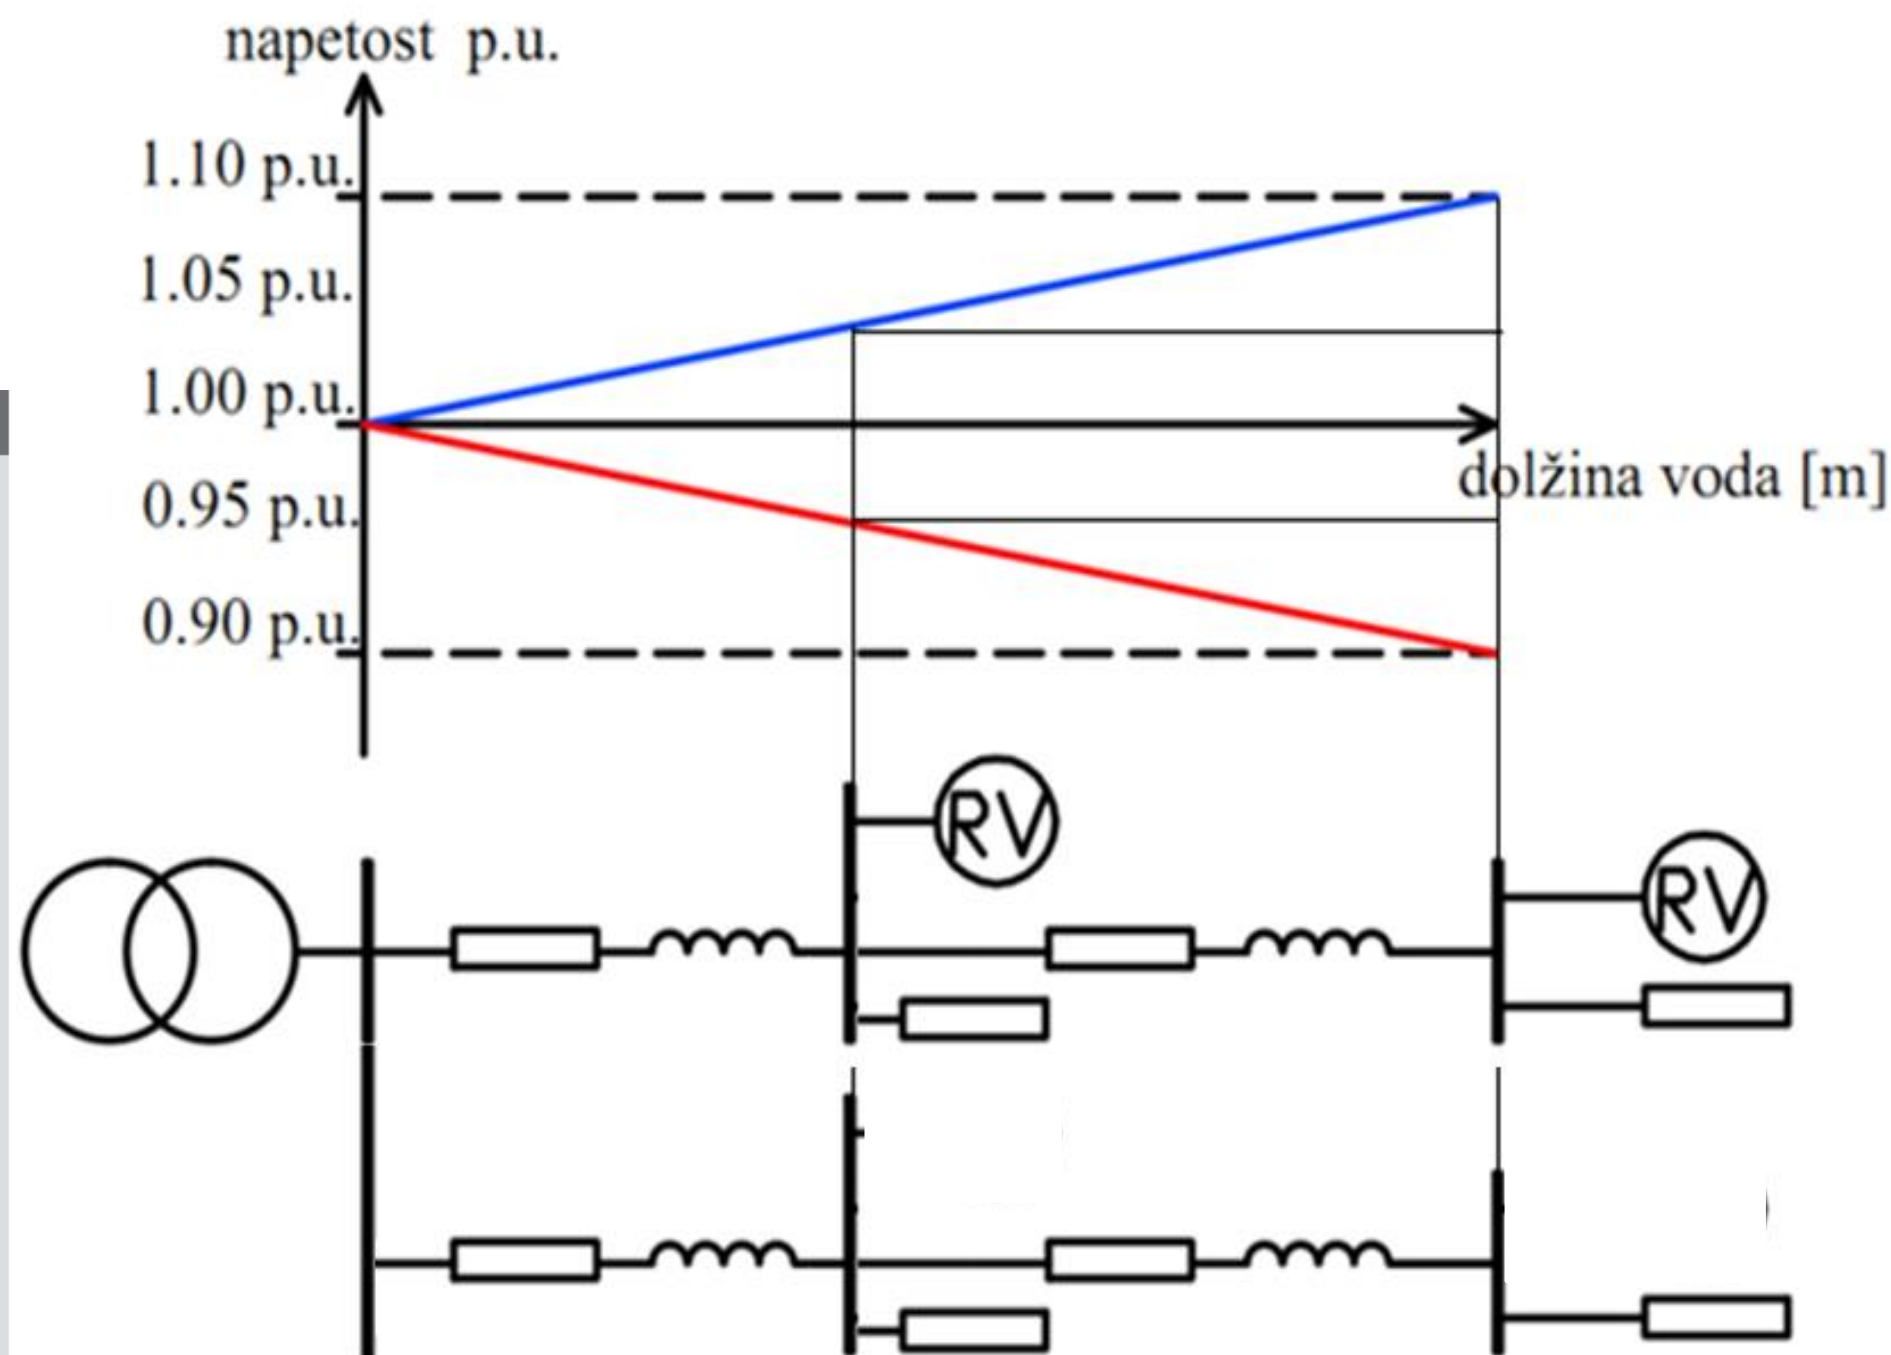 napetost p.u.
1.10 p.u.
1.05 p.u.
1.00 p.u.
dolžina voda [m]
0.95 p.u.
0.90 p.u.
RV
RV